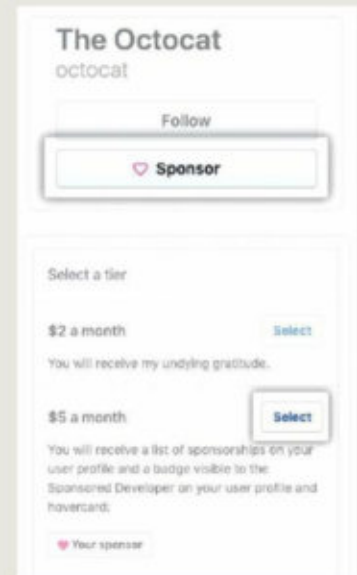 The Octocat
octocat
Follow
Sponsor
Select a tier
$2 a month
Select
You will receive my undying gratitude.
$5 a month
Select
You will receive a list of sponsorships on your
user profile and a badge visible to the
Sponsored Developer on your user profile and
hovercard:
Your sponsor